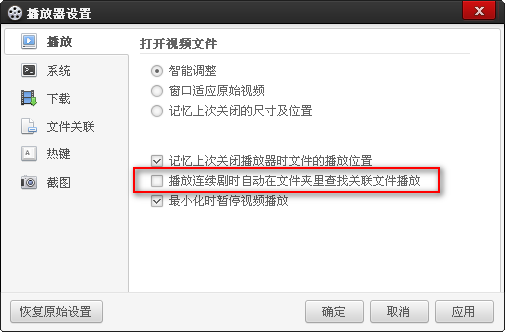 播放器设置
播放
系统
下载
文件关联
热键
截图
打开视频文件
智能调整
窗口适应原始视频
记忆上次关闭的尺寸及位置
记忆上次关闭播放器时文件的播放位置
播放连续剧时自动在文件夹里查找关联文件播放
最小化时暂停视频播放
恢复原始设置
确定
取消
应用